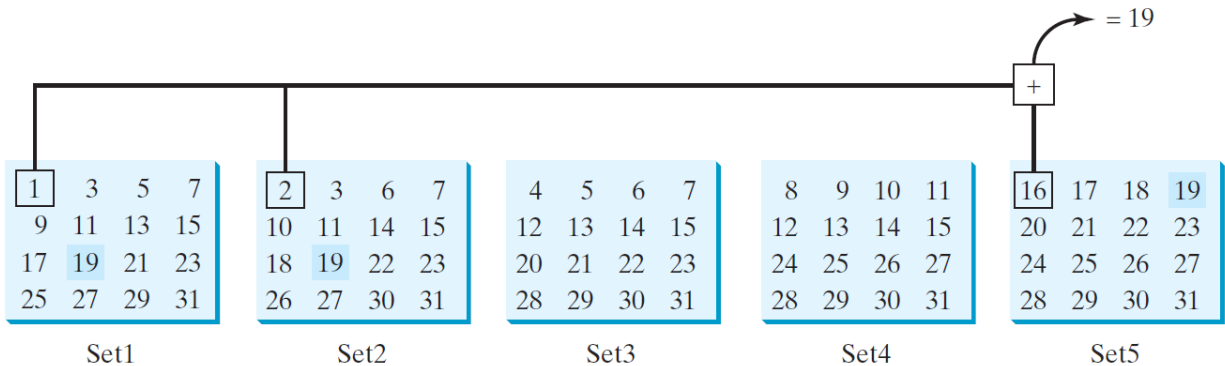 = 19
+
1 3 5 7
9 11 13 15
17 19 21 23
25 27 29 31
Set1
2 3 6 7
10 11 14 15
18 19 22 23
26 27 30 31
Set2
4 5 6 7
12 13 14 15
20 21 22 23
28 29 30 31
Set3
8 9 10 11
12 13 14 15
24 25 26 27
28 29 30 31
Set4
16 17 18 19
20 21 22 23
24 25 26 27
28 29 30 31
Set5